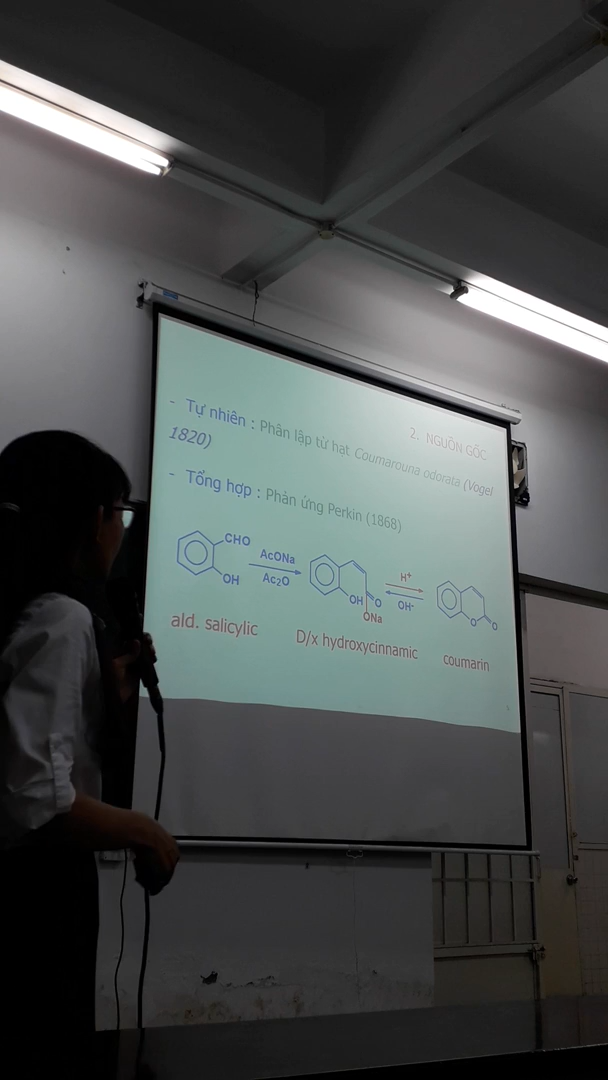 2. NGUỒN GỐC
- Tự nhiên : Phân lập từ hạt Coumarouna odorata (Vogel
1820)
- Tổng hợp : Phản ứng Perkin (1868)
CHO
OH
AcONa
Ac2O
OH
O
ONa
H+
OH-
O
O
ald. salicylic
D/x hydroxycinnamic
coumarin